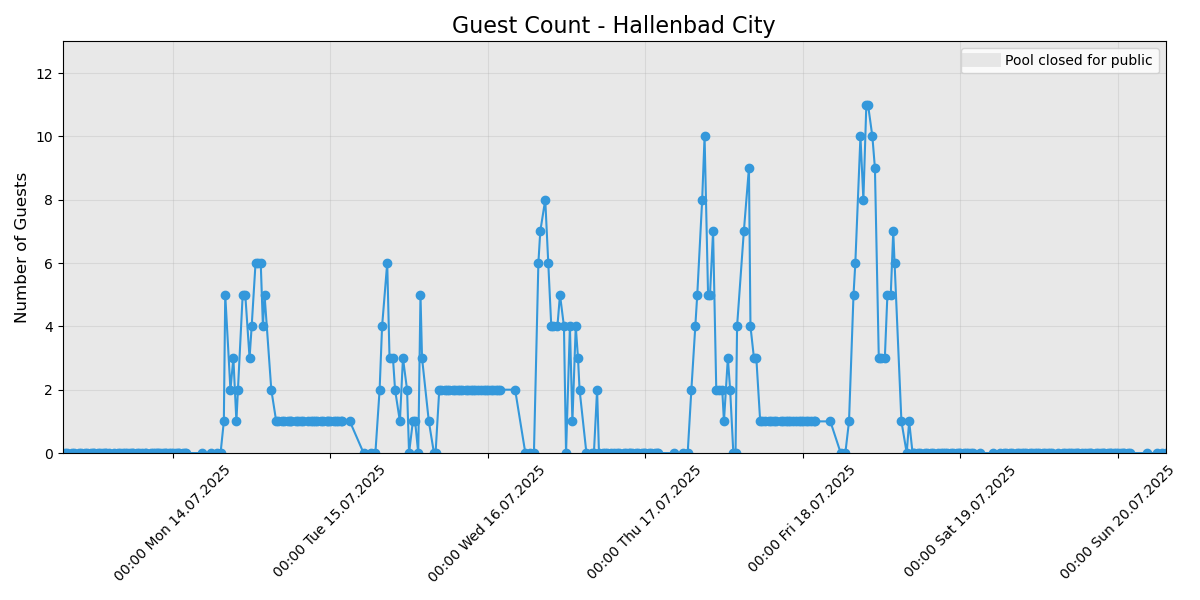 Guest Count - Hallenbad City
Pool closed for public
Number of Guests
12
10
8
6
4
2
0
00:00 Mon 14.07.2025
00:00 Tue 15.07.2025
00:00 Wed 16.07.2025
00:00 Thu 17.07.2025
00:00 Fri 18.07.2025
00:00 Sat 19.07.2025
00:00 Sun 20.07.2025